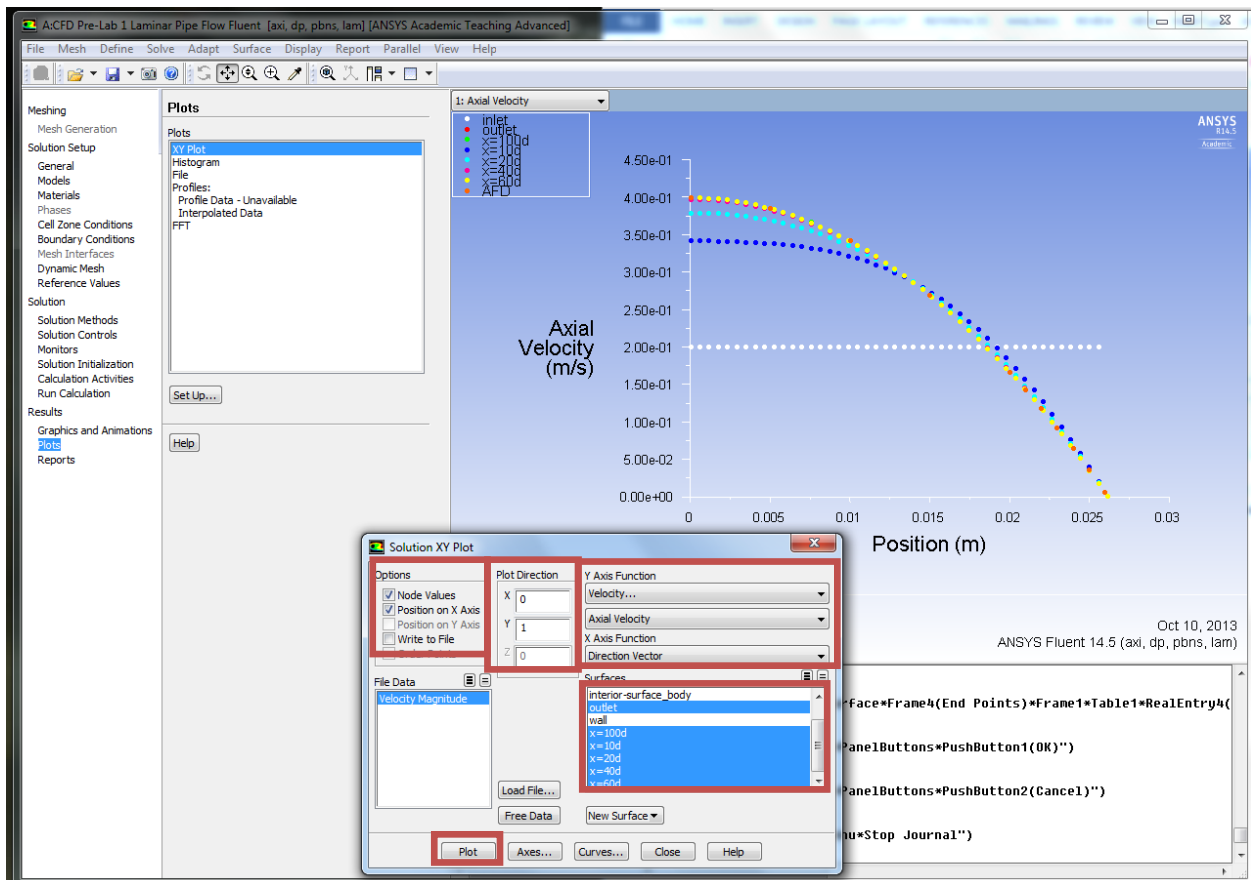 A:CFD Pre-Lab 1 Laminar Pipe Flow Fluent [axi, dp, pbns, lam] [ANSYS Academic Teaching Advanced]
File Mesh Define Solve Adapt Surface Display Report Parallel View Help
Meshing
Mesh Generation
Solution Setup
General
Models
Materials
Phases
Cell Zone Conditions
Boundary Conditions
Mesh Interfaces
Dynamic Mesh
Reference Values
Solution
Solution Methods
Solution Controls
Monitors
Solution Initialization
Calculation Activities
Run Calculation
Results
Graphics and Animations
Plots
Reports
Plots
Plots
XY Plot
Histogram
File
Profiles:
Profile Data - Unavailable
Interpolated Data
FFT
Set Up...
Help
1: Axial Velocity
inlet
outlet
x=100d
x=10d
x=20d
x=40d
x=60d
AFD
ANSYS
R14.5
Academic
4.50e-01
4.00e-01
3.50e-01
3.00e-01
2.50e-01
2.00e-01
1.50e-01
1.00e-01
5.00e-02
0.00e+00
Axial
Velocity
(m/s)
0 0.005 0.01 0.015 0.02 0.025 0.03
Position (m)
Oct 10, 2013
ANSYS Fluent 14.5 (axi, dp, pbns, lam)
Solution XY Plot
Options
Node Values
Position on X Axis
Position on Y Axis
Write to File
Order Points
Plot Direction
X 0
Y 1
Z 0
Y Axis Function
Velocity...
Axial Velocity
X Axis Function
Direction Vector
File Data
Velocity Magnitude
Surfaces
interior-surface_body
outlet
wall
x=100d
x=10d
x=20d
x=40d
x=60d
Load File...
Free Data
New Surface
Plot Axes... Curves... Close Help
rface*Frame4(End Points)*Frame1*Table1*RealEntry4(
PanelButtons*PushButton1(OK)")
PanelButtons*PushButton2(Cancel)")
nu*Stop Journal")